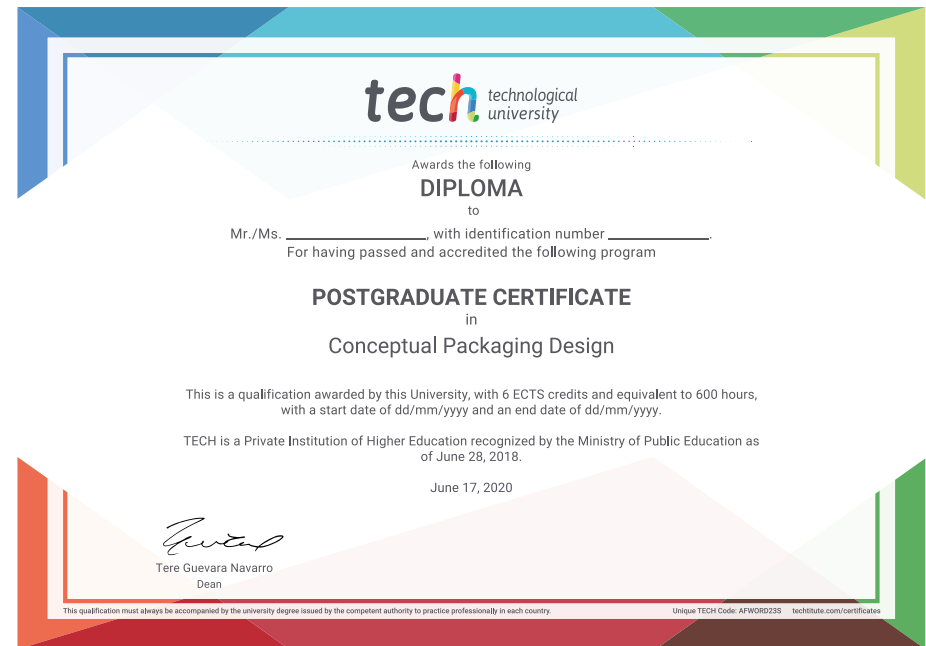 tech technological
university
Awards the following
DIPLOMA
to
Mr./Ms. ____________________, with identification number ______________.
For having passed and accredited the following program
POSTGRADUATE CERTIFICATE
in
Conceptual Packaging Design
This is a qualification awarded by this University, with 6 ECTS credits and equivalent to 600 hours,
with a start date of dd/mm/yyyy and an end date of dd/mm/yyyy.
TECH is a Private Institution of Higher Education recognized by the Ministry of Public Education as
of June 28, 2018.
June 17, 2020
Tere Guevara Navarro
Dean
This qualification must always be accompanied by the university degree issued by the competent authority to practice professionally in each country.
Unique TECH Code: AFWORD23S techtitute.com/certificates